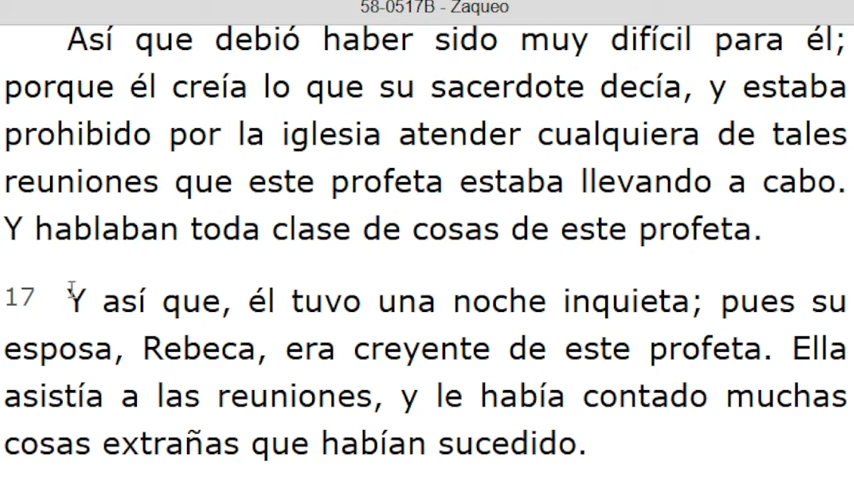 58-0517B - Zaqueo
Así que debió haber sido muy difícil para él;
porque él creía lo que su sacerdote decía, y estaba
prohibido por la iglesia atender cualquiera de tales
reuniones que este profeta estaba llevando a cabo.
Y hablaban toda clase de cosas de este profeta.
17 Y así que, él tuvo una noche inquieta; pues su
esposa, Rebeca, era creyente de este profeta. Ella
asistía a las reuniones, y le había contado muchas
cosas extrañas que habían sucedido.